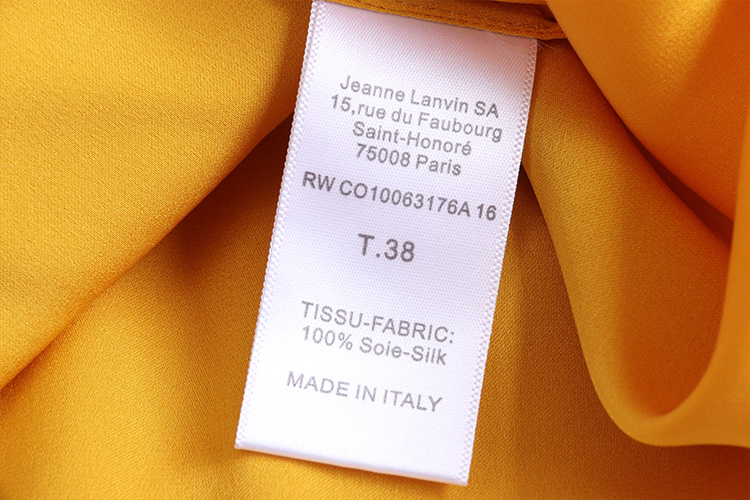 Jeanne Lanvin SA
15,rue du Faubourg
Saint-Honoré
75008 Paris
RW CO10063176A 16
T.38
TISSU-FABRIC:
100% Soie-Silk
MADE IN ITALY